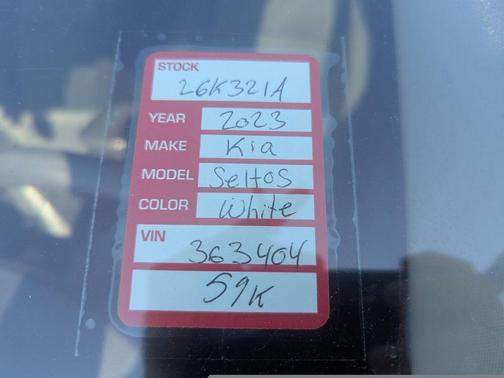 STOCK
26K321A
YEAR 2023
MAKE Kia
MODEL Seltos
COLOR White
VIN 363404
59K